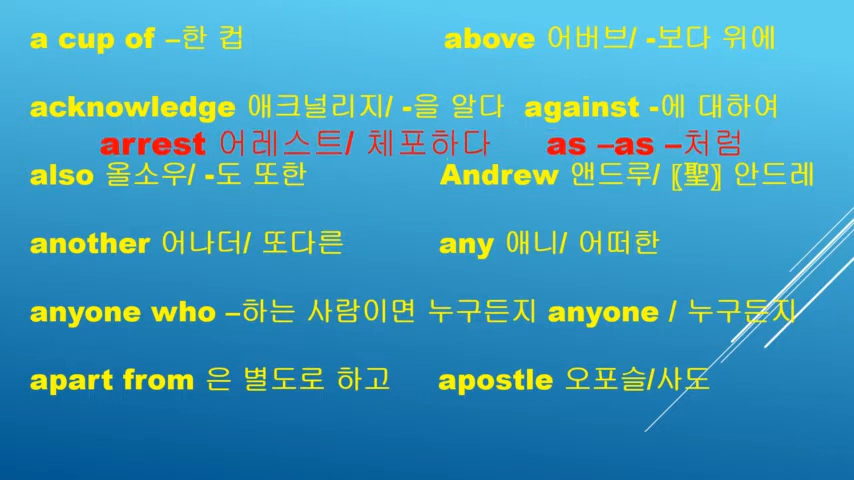 a cup of –한 컵 above 어버브/ -보다 위에
acknowledge 애크널리지/ -을 알다 against -에 대하여
arrest 어레스트/ 체포하다 as –as –처럼
also 올소우/ -도 또한 Andrew 앤드루/ 〖聖〗 안드레
another 어나더/ 또다른 any 애니/ 어떠한
anyone who –하는 사람이면 누구든지 anyone / 누구든지
apart from 은 별도로 하고 apostle 오포슬/사도